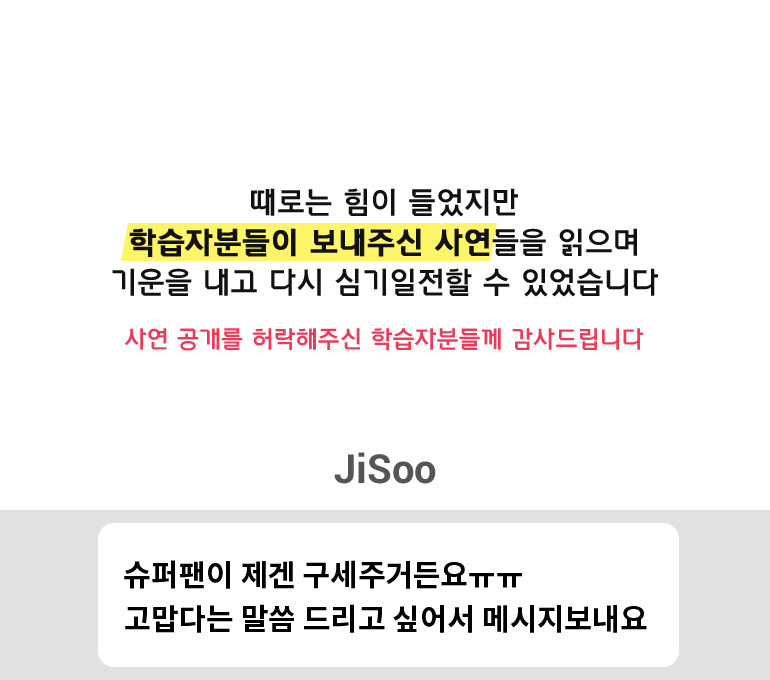 때로는 힘이 들었지만
학습자분들이 보내주신 사연들을 읽으며
기운을 내고 다시 심기일전할 수 있었습니다
사연 공개를 허락해주신 학습자분들께 감사드립니다
JiSoo
슈퍼팬이 제겐 구세주거든요ㅠㅠ
고맙다는 말씀 드리고 싶어서 메시지보내요